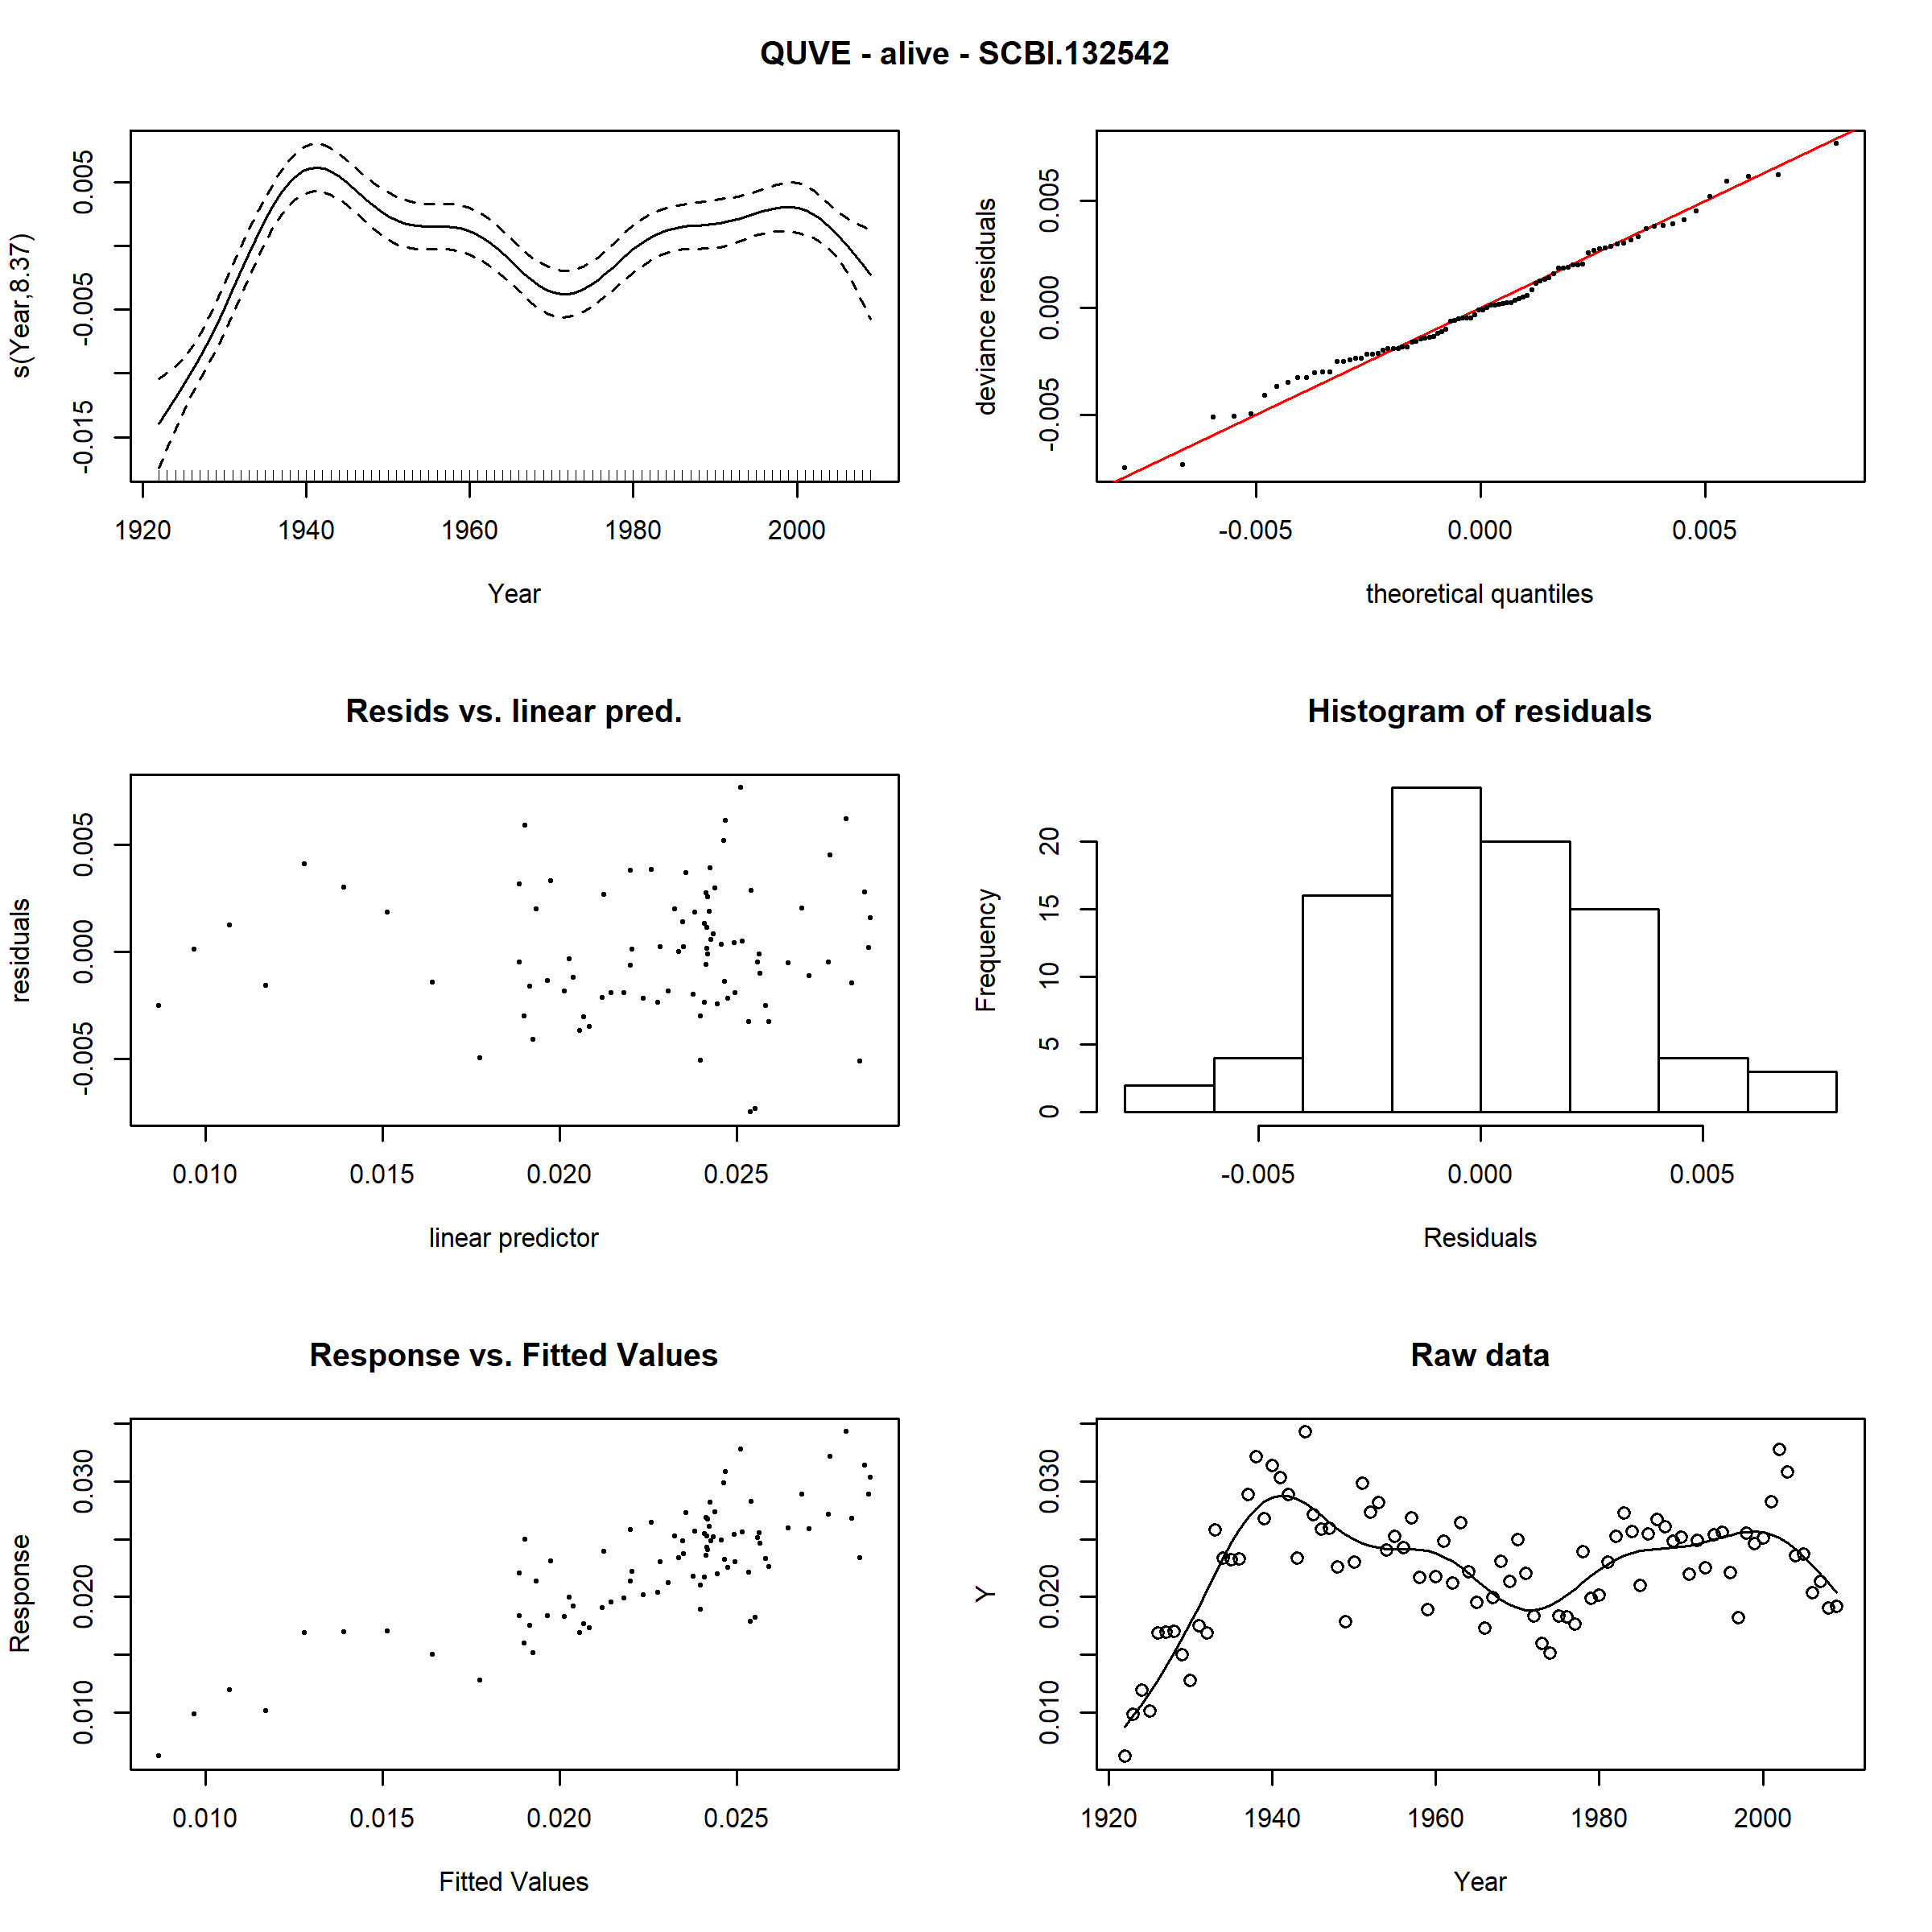 QUVE - alive - SCBI.132542
s(Year,8.37)
0.005
-0.005
-0.015
1920 1940 1960 1980 2000
Year
deviance residuals
0.005
0.000
-0.005
-0.005 0.000 0.005
theoretical quantiles
Resids vs. linear pred.
residuals
0.005
0.000
-0.005
0.010 0.015 0.020 0.025
linear predictor
Histogram of residuals
Frequency
20
15
10
5
0
-0.005 0.000 0.005
Residuals
Response vs. Fitted Values
Response
0.030
0.020
0.010
0.010 0.015 0.020 0.025
Fitted Values
Raw data
Y
0.030
0.020
0.010
1920 1940 1960 1980 2000
Year